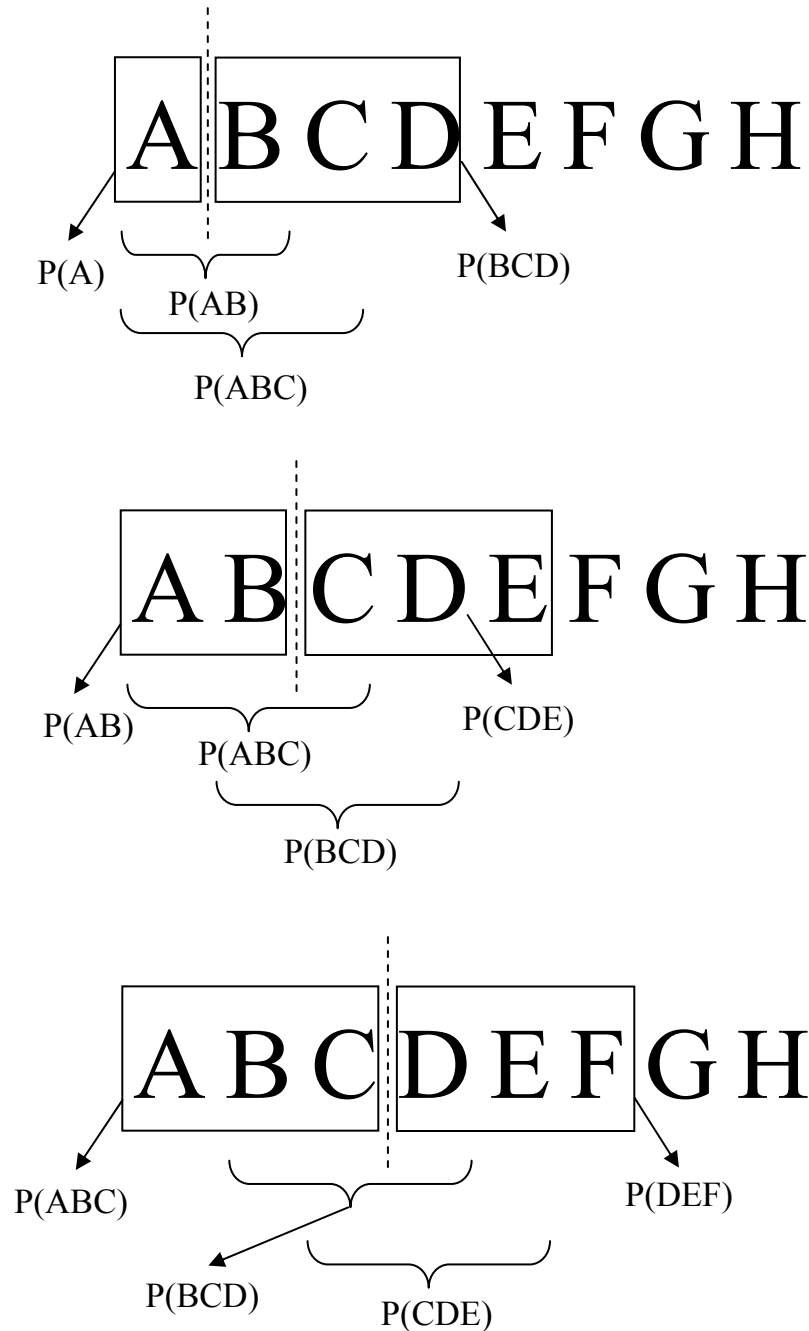 A B C D E F G H
P(A)
P(AB)
P(BCD)
P(ABC)
A B C D E F G H
P(AB)
P(ABC)
P(CDE)
P(BCD)
A B C D E F G H
P(ABC)
P(DEF)
P(BCD)
P(CDE)